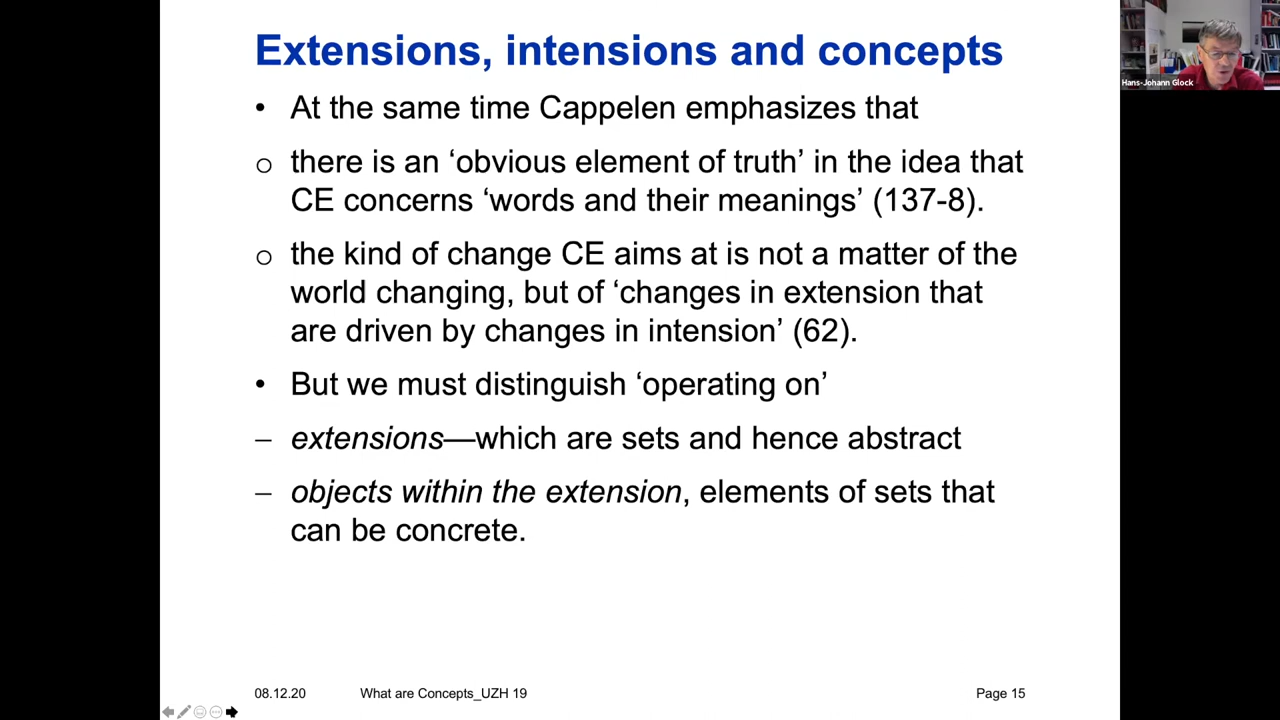 Extensions, intensions and concepts
• At the same time Cappelen emphasizes that
o there is an ‘obvious element of truth’ in the idea that
CE concerns ‘words and their meanings’ (137-8).
o the kind of change CE aims at is not a matter of the
world changing, but of ‘changes in extension that
are driven by changes in intension’ (62).
• But we must distinguish ‘operating on’
– extensions—which are sets and hence abstract
– objects within the extension, elements of sets that
can be concrete.
08.12.20 What are Concepts_UZH 19 Page 15
Hans-Johann Glock